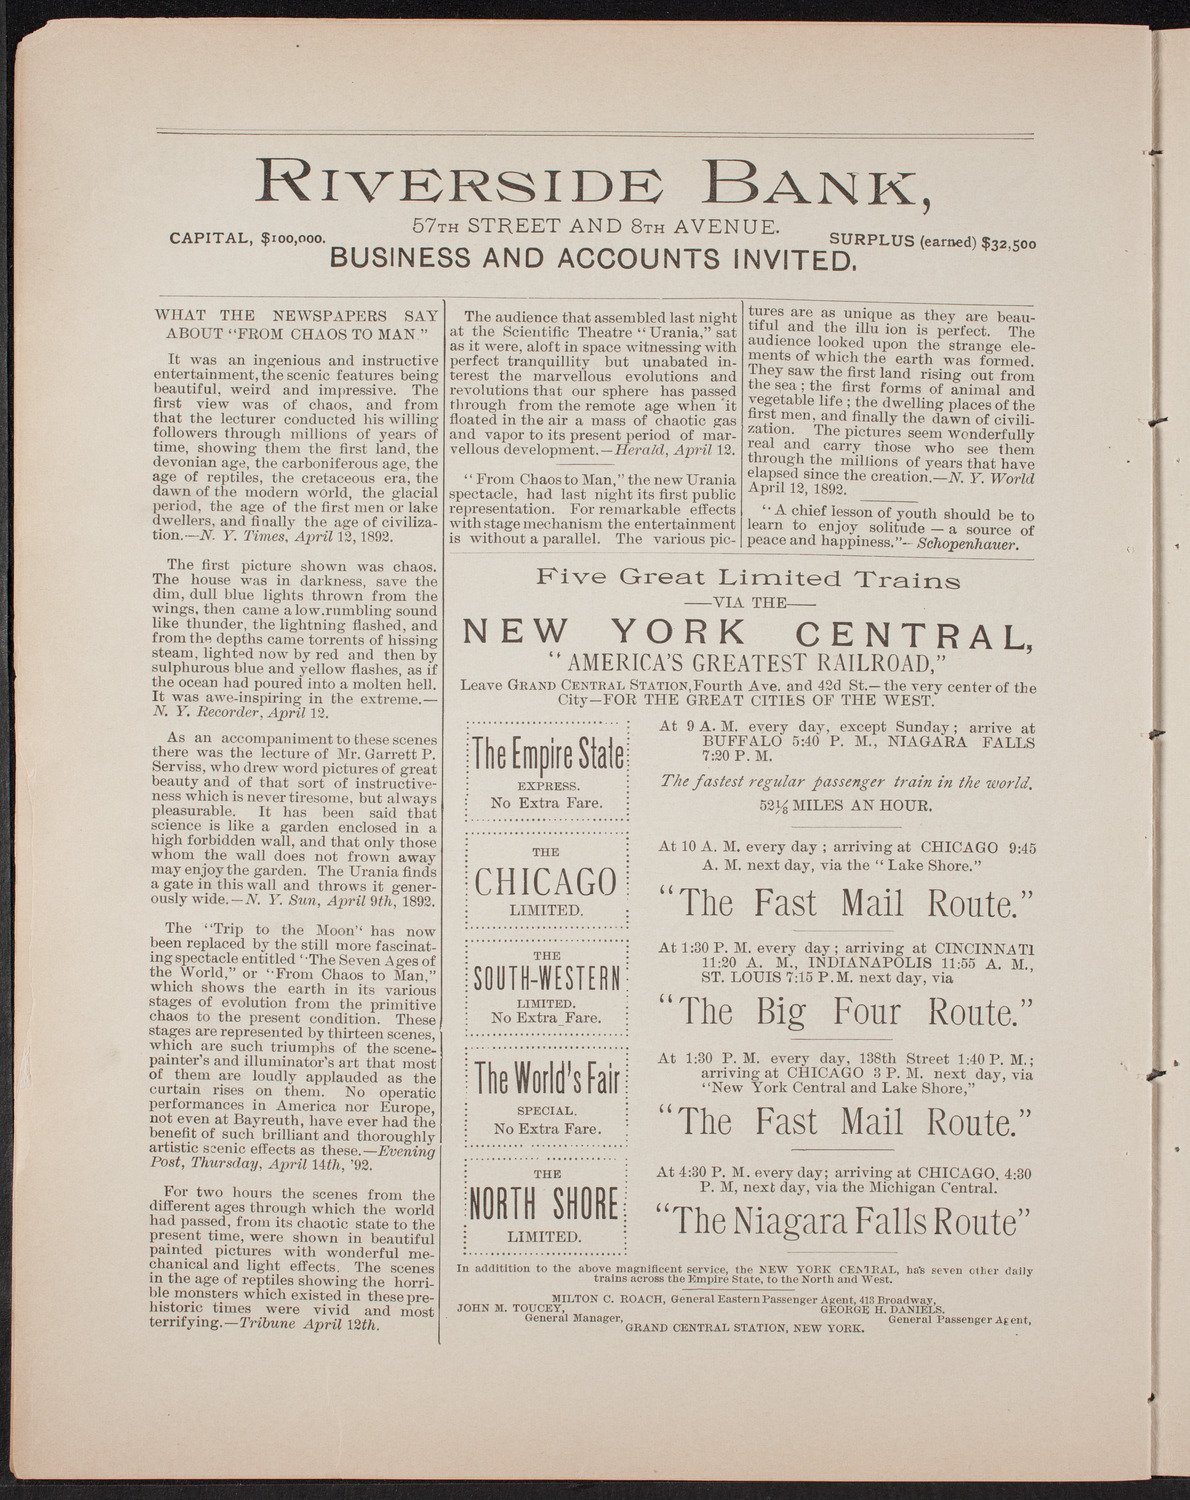 RIVERSIDE BANK,
57TH STREET AND 8TH AVENUE.
CAPITAL, $100,000.
SURPLUS (earned) $32,500
BUSINESS AND ACCOUNTS INVITED.
WHAT THE NEWSPAPERS SAY
ABOUT "FROM CHAOS TO MAN"
It was an ingenious and instructive
entertainment, the scenic features being
beautiful, weird and impressive. The
first view was of chaos, and from
that the lecturer conducted his willing
followers through millions of years of
time, showing them the first land, the
devonian age, the carboniferous age, the
age of reptiles, the cretaceous era, the
dawn of the modern world, the glacial
period, the age of the first men or lake
dwellers, and finally the age of civiliza-
tion.—N. Y. Times, April 12, 1892.
The first picture shown was chaos.
The house was in darkness, save the
dim, dull blue lights thrown from the
wings, then came a low.rumbling sound
like thunder, the lightning flashed, and
from the depths came torrents of hissing
steam, lighted now by red and then by
sulphurous blue and yellow flashes, as if
the ocean had poured into a molten hell.
It was awe-inspiring in the extreme.—
N. Y. Recorder, April 12.
As an accompaniment to these scenes
there was the lecture of Mr. Garrett P.
Serviss, who drew word pictures of great
beauty and of that sort of instructive-
ness which is never tiresome, but always
pleasurable. It has been said that
science is like a garden enclosed in a
high forbidden wall, and that only those
whom the wall does not frown away
may enjoy the garden. The Urania finds
a gate in this wall and throws it gener-
ously wide.—N. Y. Sun, April 9th, 1892.
The "Trip to the Moon" has now
been replaced by the still more fascinat-
ing spectacle entitled "The Seven Ages of
the World," or "From Chaos to Man,"
which shows the earth in its various
stages of evolution from the primitive
chaos to the present condition. These
stages are represented by thirteen scenes,
which are such triumphs of the scene-
painter's and illuminator's art that most
of them are loudly applauded as the
curtain rises on them. No operatic
performances in America nor Europe,
not even at Bayreuth, have ever had the
benefit of such brilliant and thoroughly
artistic scenic effects as these.—Evening
Post, Thursday, April 14th, '92.
For two hours the scenes from the
different ages through which the world
had passed, from its chaotic state to the
present time, were shown in beautiful
painted pictures with wonderful me-
chanical and light effects. The scenes
in the age of reptiles showing the horri-
ble monsters which existed in these pre-
historic times were vivid and most
terrifying.—Tribune April 12th.
The audience that assembled last night
at the Scientific Theatre "Urania," sat
as it were, aloft in space witnessing with
perfect tranquillity but unabated in-
terest the marvellous evolutions and
revolutions that our sphere has passed
through from the remote age when it
floated in the air a mass of chaotic gas
and vapor to its present period of mar-
vellous development.—Herald, April 12.
"From Chaos to Man," the new Urania
spectacle, had last night its first public
representation. For remarkable effects
with stage mechanism the entertainment
is without a parallel. The various pic-
tures are as unique as they are beau-
tiful and the illu ion is perfect. The
audience looked upon the strange ele-
ments of which the earth was formed.
They saw the first land rising out from
the sea; the first forms of animal and
vegetable life; the dwelling places of the
first men, and finally the dawn of civili-
zation. The pictures seem wonderfully
real and carry those who see them
through the millions of years that have
elapsed since the creation.—N. Y. World
April 12, 1892.
"A chief lesson of youth should be to
learn to enjoy solitude — a source of
peace and happiness."—Schopenhauer.
Five Great Limited Trains
—VIA THE—
NEW YORK CENTRAL,
"AMERICA'S GREATEST RAILROAD,"
Leave GRAND CENTRAL STATION, Fourth Ave. and 42d St.—the very center of the
City—FOR THE GREAT CITIES OF THE WEST.
The Empire State
EXPRESS.
No Extra Fare.
At 9 A. M. every day, except Sunday; arrive at
BUFFALO 5:40 P. M., NIAGARA FALLS
7:20 P. M.
The fastest regular passenger train in the world.
52⅙ MILES AN HOUR.
THE
CHICAGO
LIMITED.
At 10 A. M. every day; arriving at CHICAGO 9:45
A. M. next day, via the "Lake Shore."
"The Fast Mail Route."
THE
SOUTH-WESTERN
LIMITED.
No Extra Fare.
At 1:30 P. M. every day; arriving at CINCINNATI
11:20 A. M., INDIANAPOLIS 11:55 A. M.,
ST. LOUIS 7:15 P. M. next day, via
"The Big Four Route."
The World's Fair
SPECIAL.
No Extra Fare.
At 1:30 P. M. every day, 138th Street 1:40 P. M.;
arriving at CHICAGO 3 P. M. next day, via
"New York Central and Lake Shore,"
"The Fast Mail Route."
THE
NORTH SHORE
LIMITED.
At 4:30 P. M. every day; arriving at CHICAGO, 4:30
P. M, next day, via the Michigan Central.
"The Niagara Falls Route"
In addittion to the above magnificent service, the NEW YORK CENTRAL, has seven other daily
trains across the Empire State, to the North and West.
MILTON C. ROACH, General Eastern Passenger Agent, 413 Broadway,
JOHN M. TOUCEY,
General Manager,
GEORGE H. DANIELS.
General Passenger Agent,
GRAND CENTRAL STATION, NEW YORK.